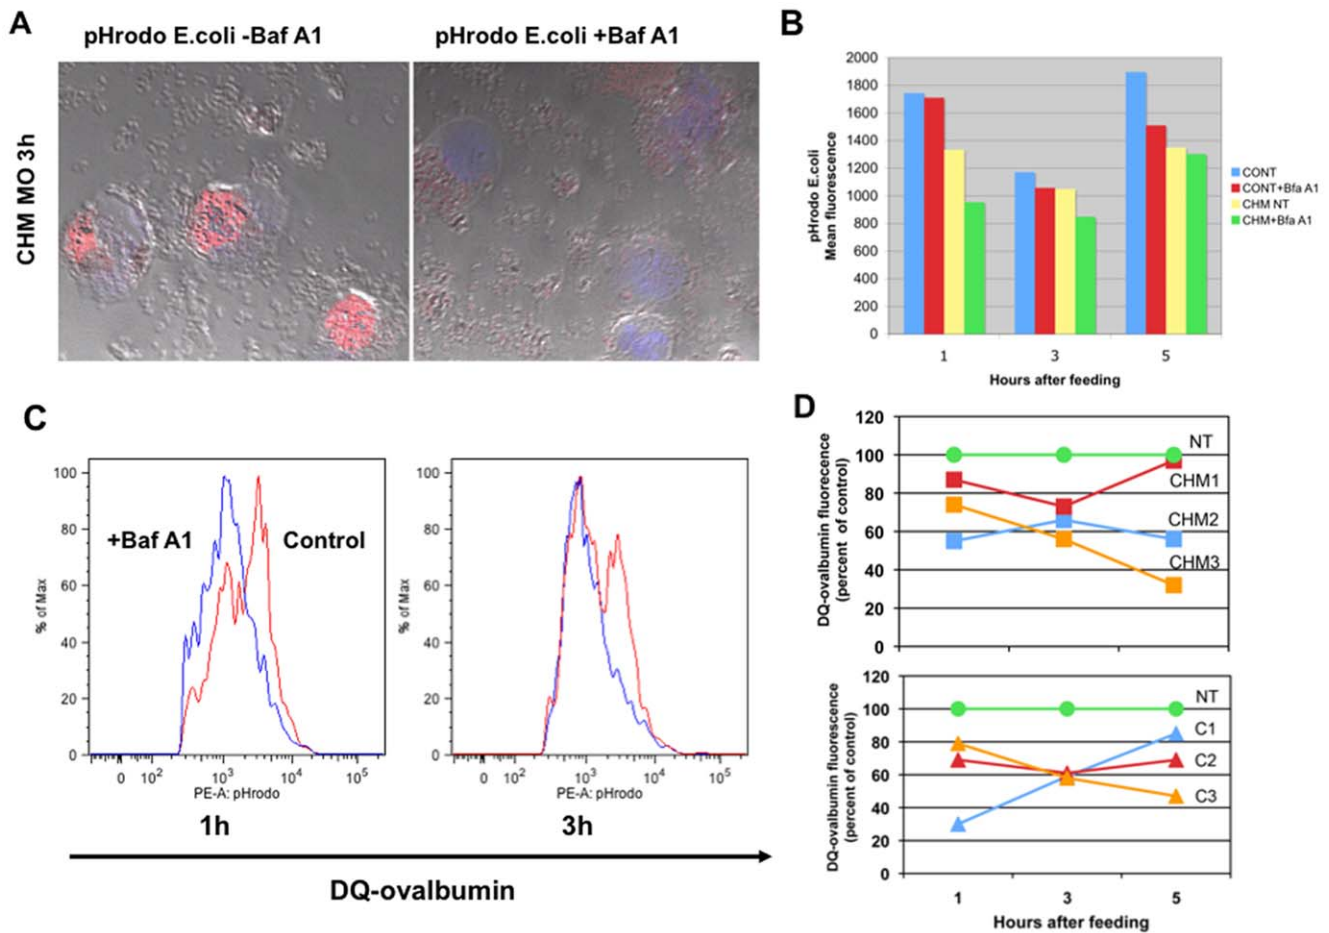 A
pHrodo E.coli -Baf A1
pHrodo E.coli +Baf A1
CHM MO 3h
B
pHrodo E.coli
Mean fluorescence
2000
1800
1600
1400
1200
1000
800
600
400
200
0
1
3
5
Hours after feeding
CONT
CONT+Bfa A1
CHM NT
CHM+Bfa A1
C
% of Max
100
80
60
40
20
0
+Baf A1
Control
0 10² 10³ 10⁴ 10⁵
PE-A: pHrodo
1h
% of Max
100
80
60
40
20
0
0 10² 10³ 10⁴ 10⁵
PE-A: pHrodo
3h
DQ-ovalbumin
D
DQ-ovalbumin fluorecence
(percent of control)
120
100
80
60
40
20
0
NT
CHM1
CHM2
CHM3
DQ-ovalbumin fluorescence
(percent of control)
120
100
80
60
40
20
0
NT
C1
C2
C3
1
3
5
Hours after feeding